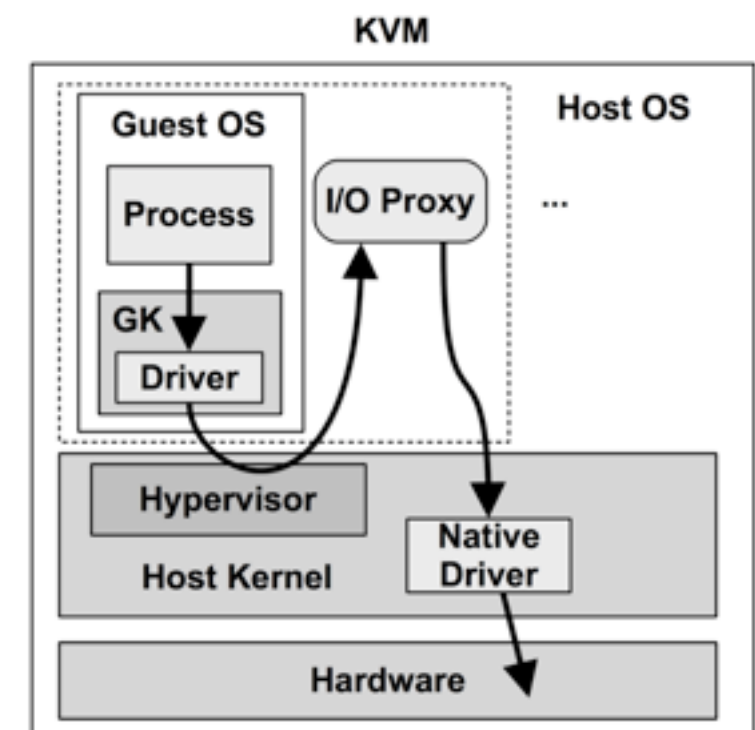 KVM
Guest OS
Host OS
Process
I/O Proxy
...
GK
Driver
Hypervisor
Native
Driver
Host Kernel
Hardware